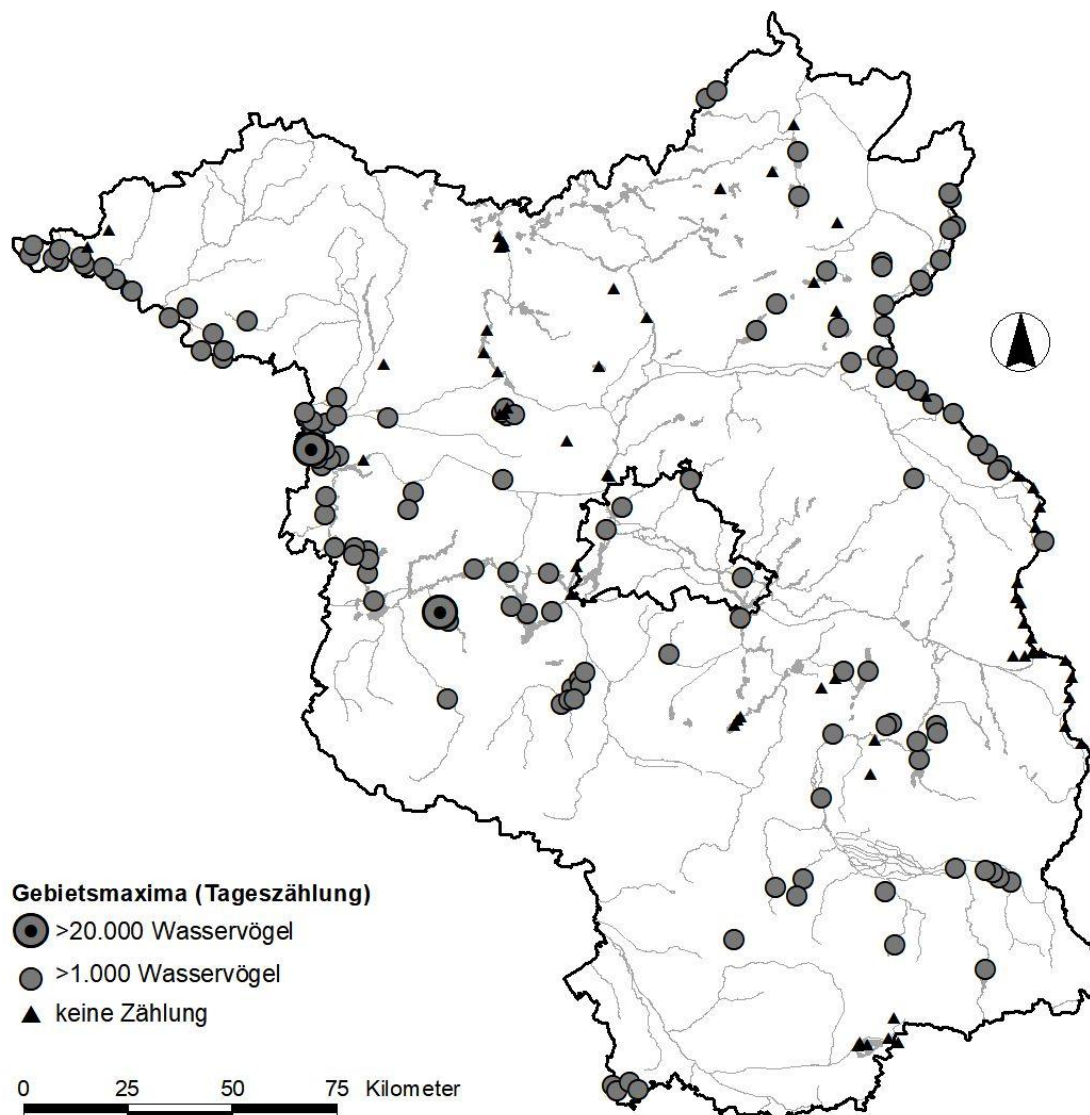 Gebietsmaxima (Tageszählung)
>20.000 Wasservögel
>1.000 Wasservögel
keine Zählung
0 25 50 75 Kilometer